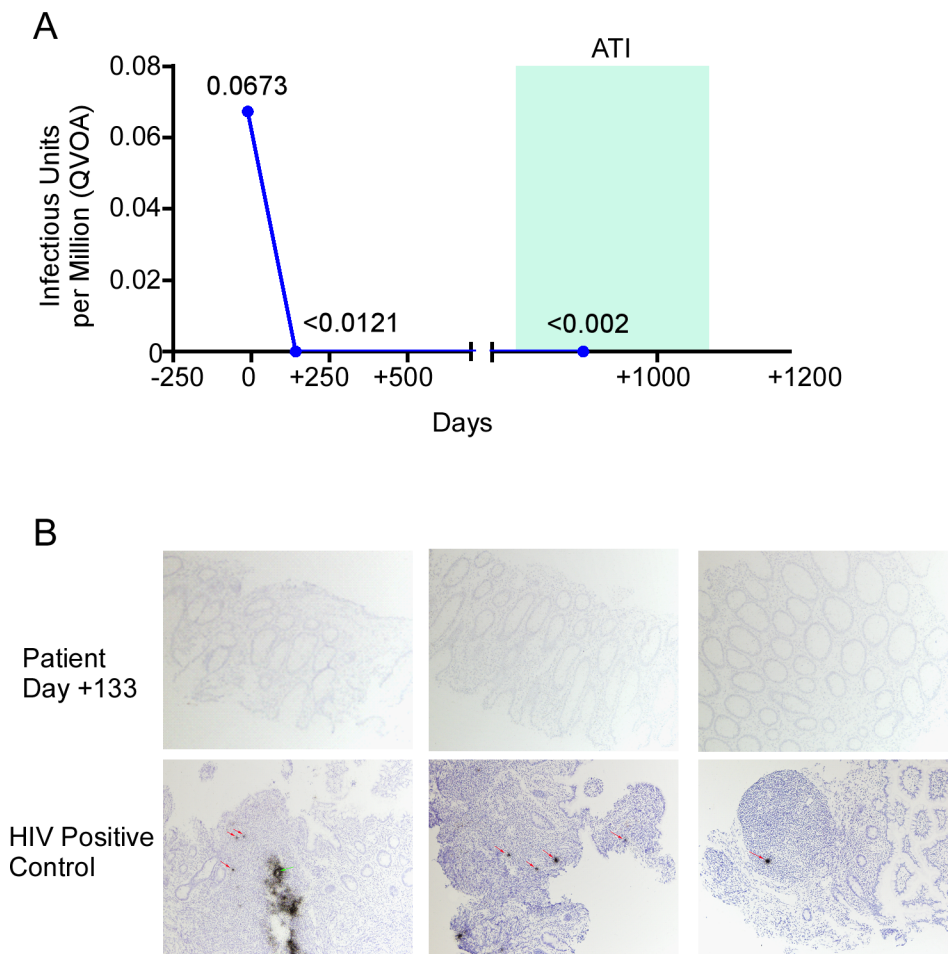 A
ATI
0.08
0.0673
0.06
0.04
0.02
0
Infectious Units
per Million (QVOA)
<0.0121
<0.002
-250 0 +250 +500 +1000 +1200
Days
B
Patient
Day +133
HIV Positive
Control